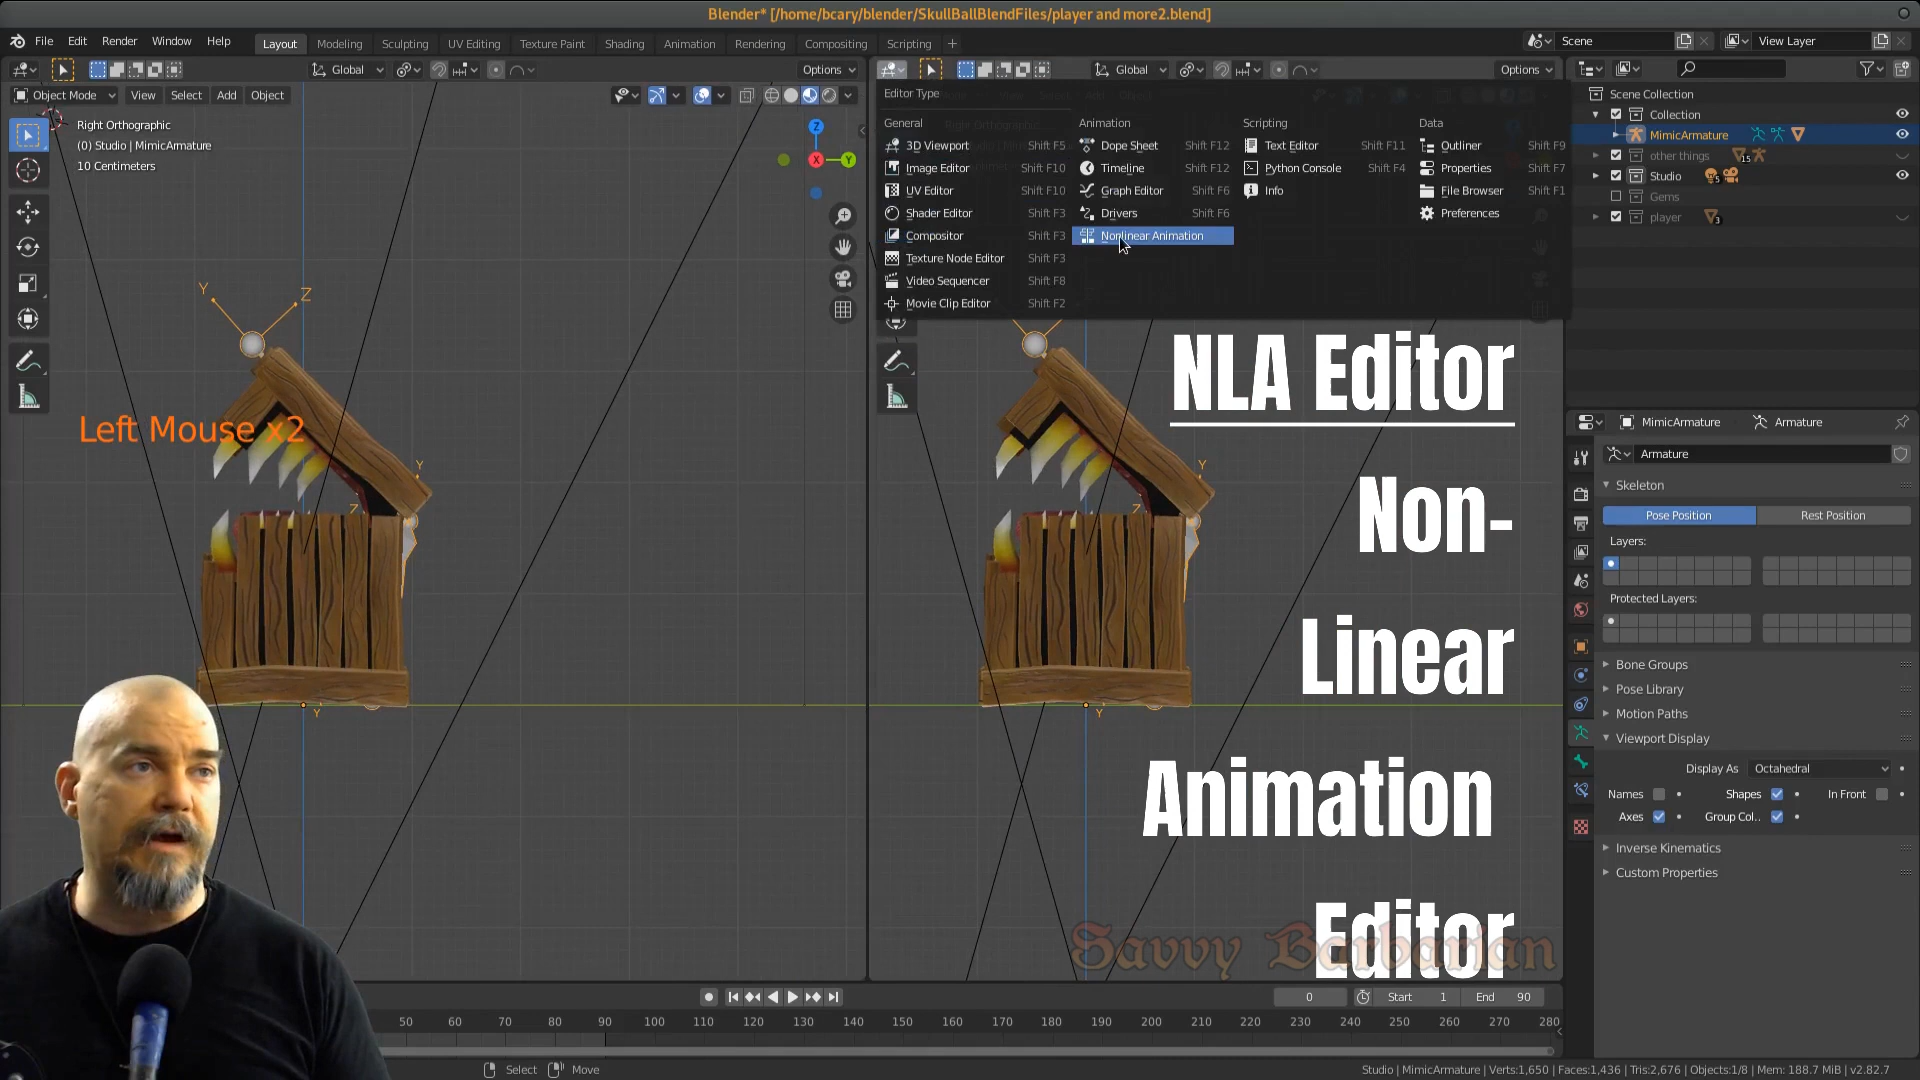 Blender* [/home/bcary/blender/SkullBallBlendFiles/player and more2.blend]
File Edit Render Window Help Layout Modeling Sculpting UV Editing Texture Paint Shading Animation Rendering Compositing Scripting + Scene View Layer
Global Options
Object Mode View Select Add Object
Right Orthographic
(0) Studio | MimicArmature
10 Centimeters
Z
X
Y
Y
Z
Left Mouse x2
Y
Z
Y
Global Options
Editor Type
General
3D Viewport Shift F5
Image Editor Shift F10
UV Editor Shift F10
Shader Editor Shift F3
Compositor Shift F3
Texture Node Editor Shift F3
Video Sequencer Shift F8
Movie Clip Editor Shift F2
Animation
Dope Sheet Shift F12
Timeline Shift F12
Graph Editor Shift F6
Drivers Shift F6
Nonlinear Animation
Scripting
Text Editor Shift F11
Python Console Shift F4
Info
Data
Outliner Shift F9
Properties Shift F7
File Browser Shift F1
Preferences
Y
Z
Y
NLA Editor
Non-
Linear
Animation
Editor
Savvy Barbarian
Scene Collection
Collection
MimicArmature
other things 15
Studio 5
Gems
player 3
MimicArmature Armature
Armature
Skeleton
Pose Position Rest Position
Layers:
Protected Layers:
Bone Groups
Pose Library
Motion Paths
Viewport Display
Display As Octahedral
Names Shapes In Front
Axes Group Col..
Inverse Kinematics
Custom Properties
0 Start 1 End 90
50 60 70 80 90 100 110 120 130 140 150 160 170 180 190 200 210 220 230 240 250 260 270 280
Select Move
Studio | MimicArmature | Verts:1,650 | Faces:1,436 | Tris:2,676 | Objects:1/8 | Mem: 188.7 MiB | v2.82.7